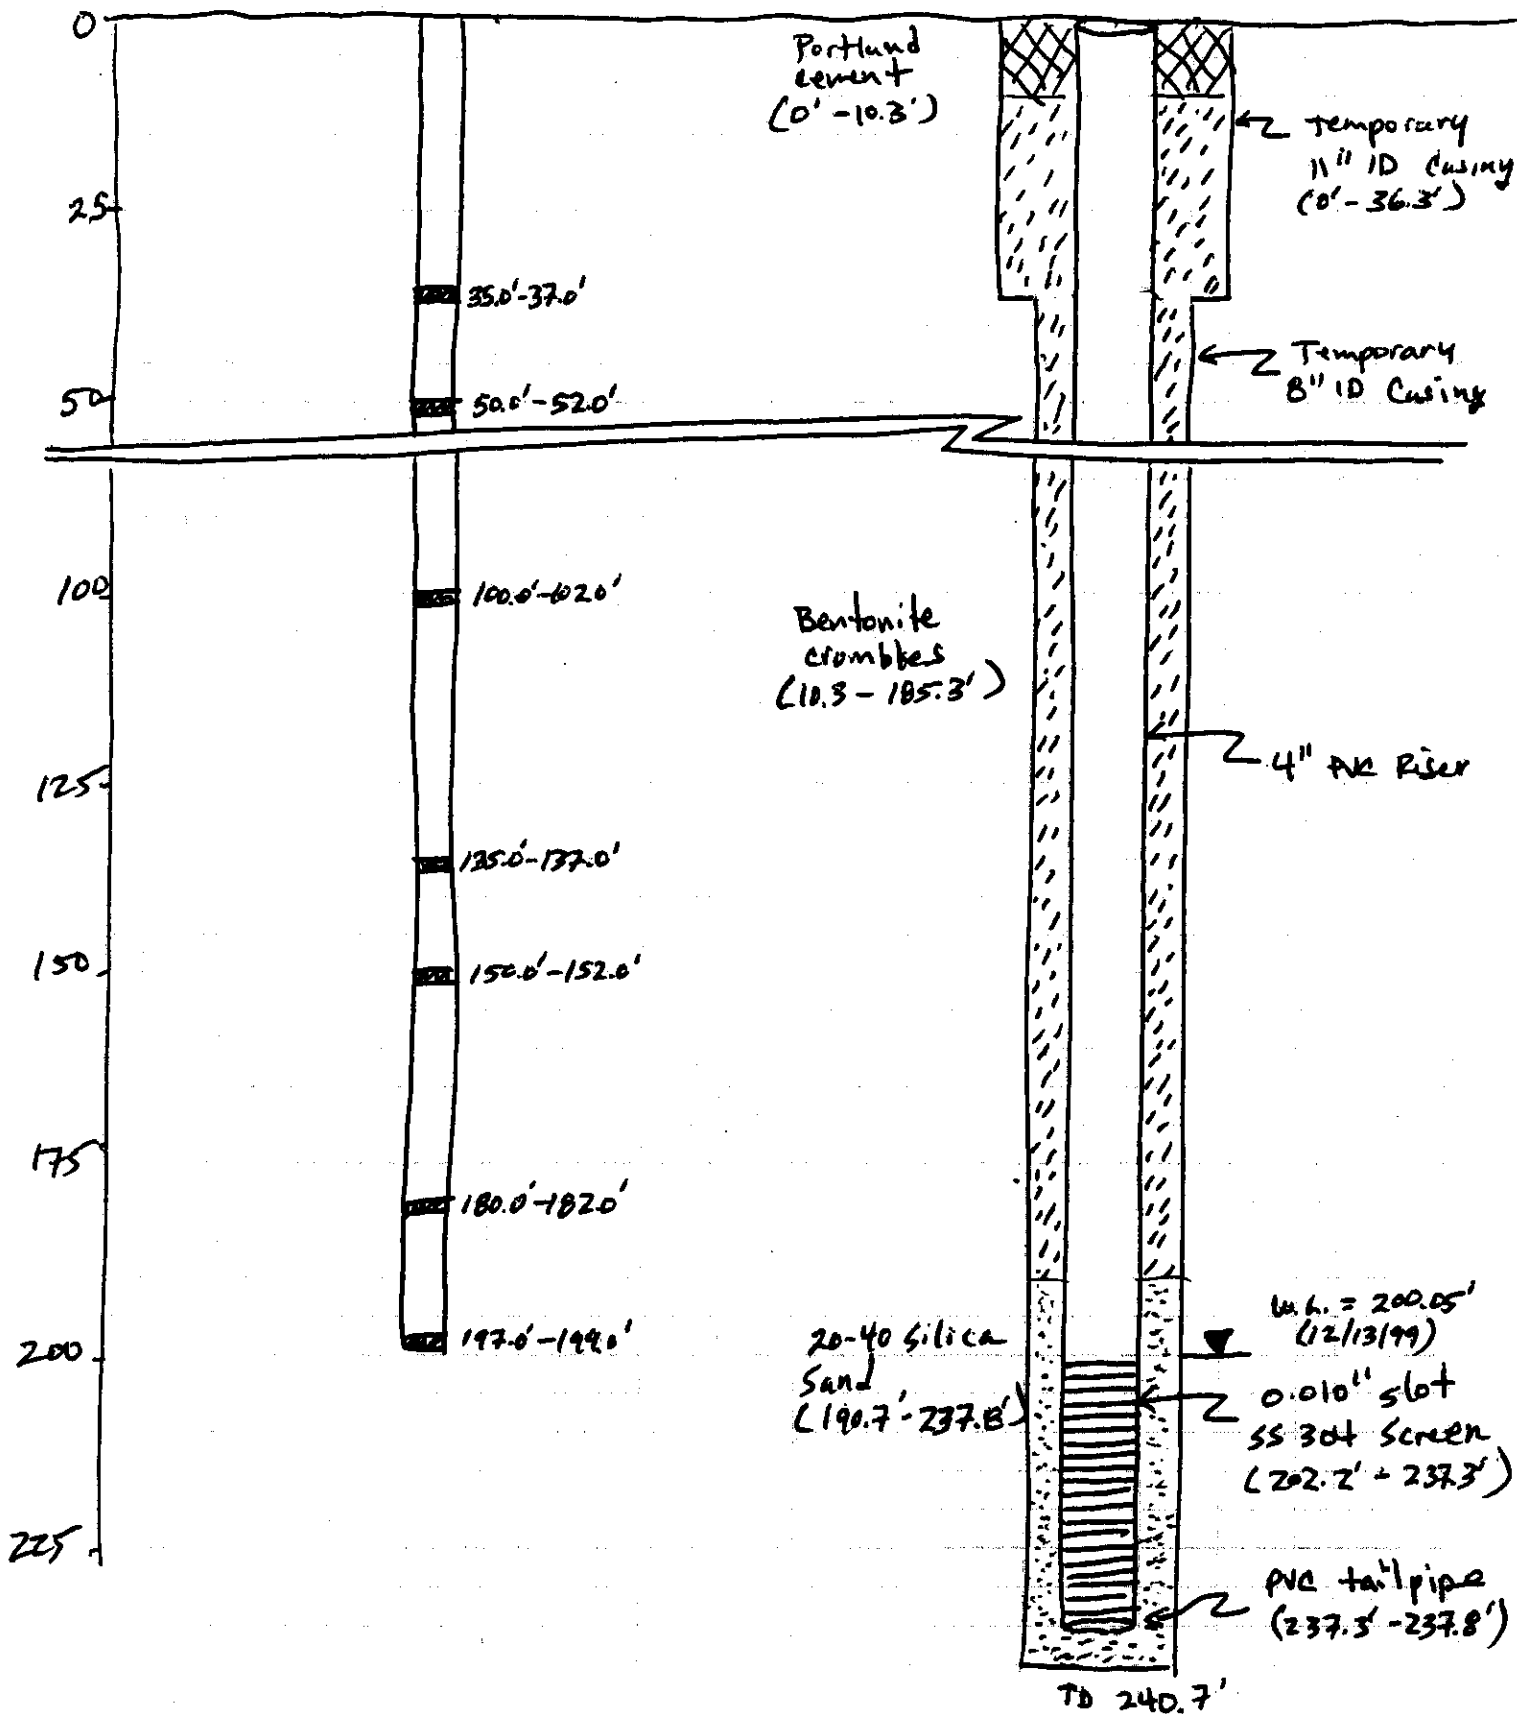 0
25
50
100
125
150
175
200
225
35.0'-37.0'
50.0'-52.0'
100.0'-102.0'
135.0'-137.0'
150.0'-152.0'
180.0'-182.0'
197.0'-199.0'
Portland
cement
(0'-10.3')
Bentonite
crumbles
(10.3-185.3')
20-40 Silica
Sand
(190.7'-237.8')
temporary
11" ID Casing
(0'-36.3')
Temporary
8" ID Casing
4" PVC Riser
= 200.05'
(12/13/99)
0.010" slot
SS 304 Screen
(202.2'-237.3')
PVC tailpipe
(237.3'-237.8')
TD 240.7'